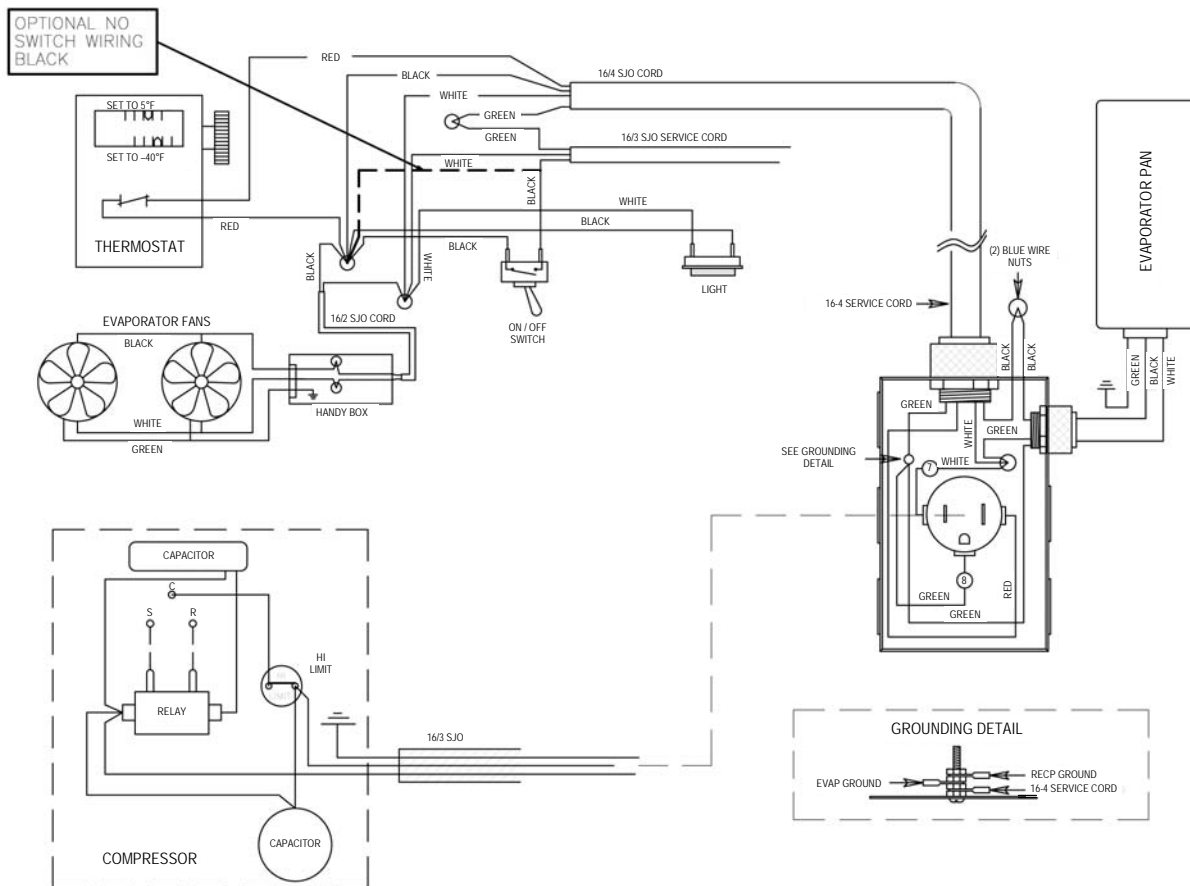 OPTIONAL NO
SWITCH WIRING
BLACK
RED
BLACK
WHITE
GREEN
GREEN
WHITE
BLACK
16/4 SJO CORD
16/3 SJO SERVICE CORD
SET TO 5°F
SET TO –40°F
RED
THERMOSTAT
BLACK
BLACK
WHITE
WHITE
BLACK
LIGHT
ON / OFF
SWITCH
16/2 SJO CORD
EVAPORATOR FANS
BLACK
WHITE
GREEN
HANDY BOX
EVAPORATOR PAN
(2) BLUE WIRE
NUTS
16-4 SERVICE CORD
BLACK
BLACK
GREEN
BLACK
WHITE
GREEN
WHITE
GREEN
SEE GROUNDING
DETAIL
7
WHITE
8
GREEN
RED
GREEN
CAPACITOR
C
S
R
HI
LIMIT
HI
LIMIT
RELAY
16/3 SJO
CAPACITOR
COMPRESSOR
GROUNDING DETAIL
EVAP GROUND
RECP GROUND
16-4 SERVICE CORD